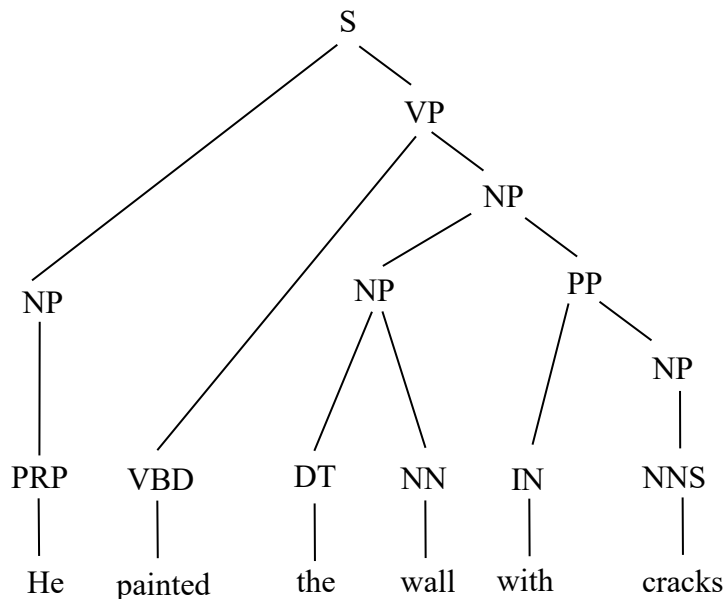 S
VP
NP
NP NP PP
NP
PRP VBD DT NN IN NNS
He painted the wall with cracks